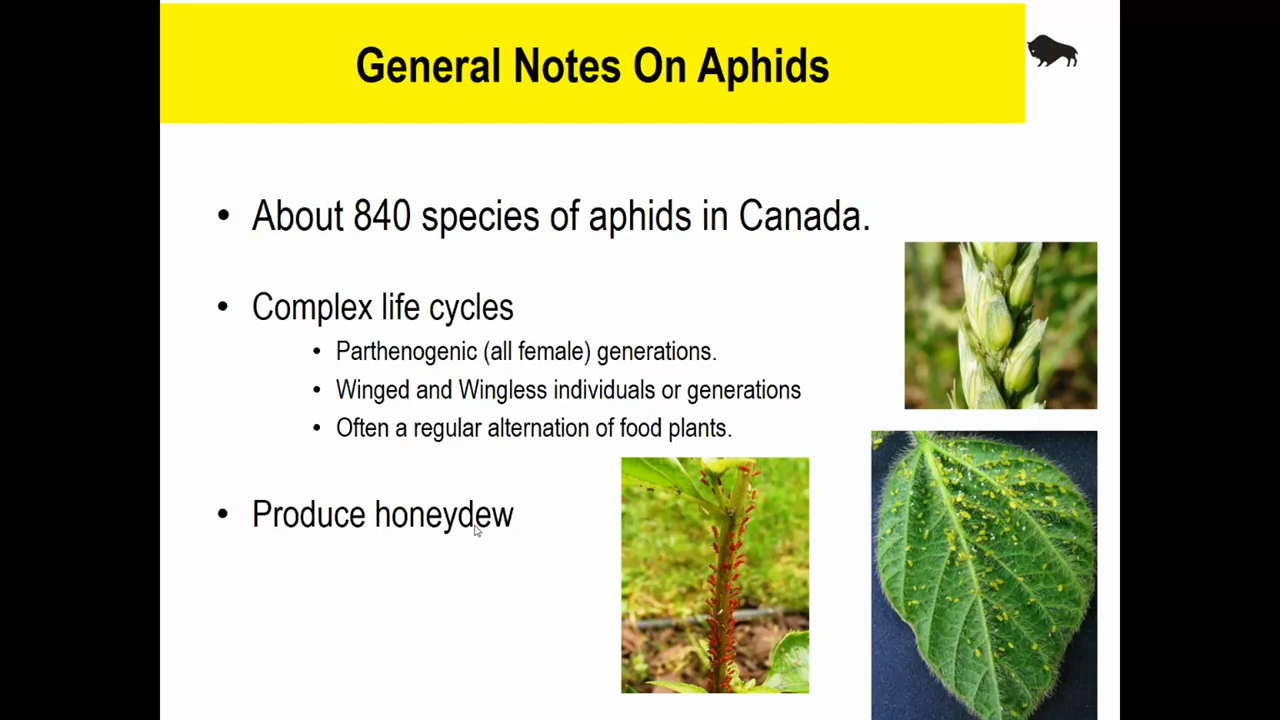 General Notes On Aphids
• About 840 species of aphids in Canada.
• Complex life cycles
• Parthenogenic (all female) generations.
• Winged and Wingless individuals or generations
• Often a regular alternation of food plants.
• Produce honeydew